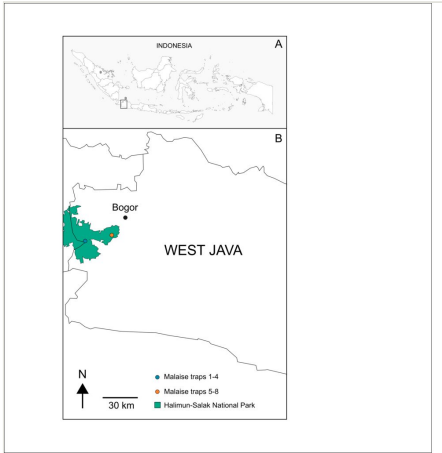 INDONESIA
A
B
Bogor
WEST JAVA
N
30 km
Malaise traps 1-4
Malaise traps 5-8
Halimun-Salak National Park